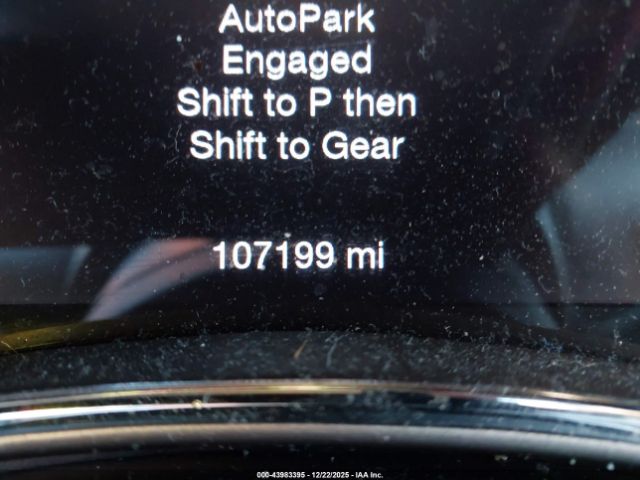 AutoPark
Engaged
Shift to P then
Shift to Gear
107199 mi
000-43983395 - 12/22/2025 - IAA Inc.